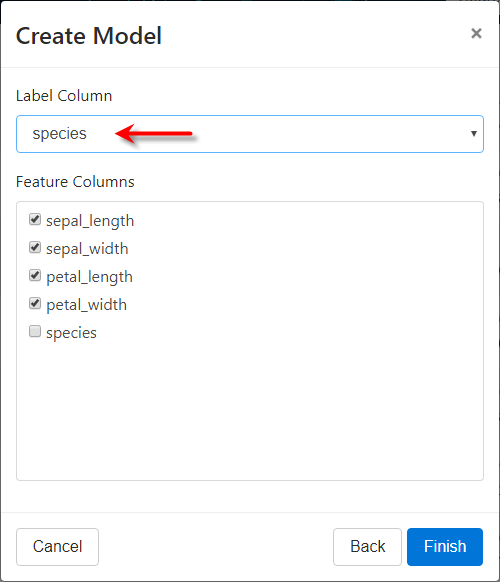 Create Model
×
Label Column
species
Feature Columns
sepal_length
sepal_width
petal_length
petal_width
species
Cancel Back Finish